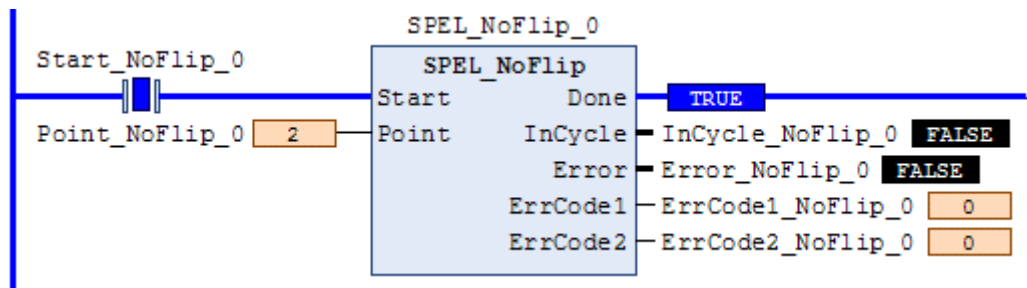 SPEL_NoFlip_0
Start_NoFlip_0 SPEL_NoFlip
Start Done TRUE
Point_NoFlip_0 2 Point InCycle InCycle_NoFlip_0 FALSE
Error Error_NoFlip_0 FALSE
ErrCode1 ErrCode1_NoFlip_0 0
ErrCode2 ErrCode2_NoFlip_0 0